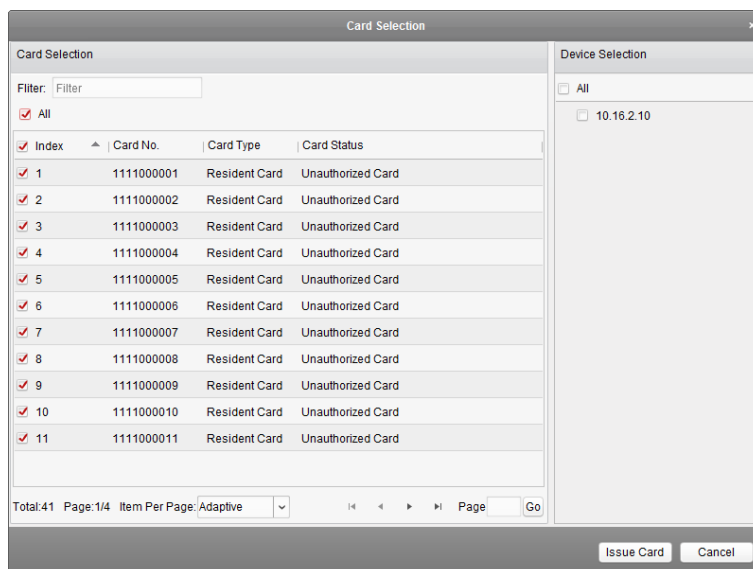 Card Selection
Card Selection
Fliter: Filter
All
Index Card No. Card Type Card Status
1 1111000001 Resident Card Unauthorized Card
2 1111000002 Resident Card Unauthorized Card
3 1111000003 Resident Card Unauthorized Card
4 1111000004 Resident Card Unauthorized Card
5 1111000005 Resident Card Unauthorized Card
6 1111000006 Resident Card Unauthorized Card
7 1111000007 Resident Card Unauthorized Card
8 1111000008 Resident Card Unauthorized Card
9 1111000009 Resident Card Unauthorized Card
10 1111000010 Resident Card Unauthorized Card
11 1111000011 Resident Card Unauthorized Card
Total:41 Page:1/4 Item Per Page: Adaptive Page Go
Device Selection
All
10.16.2.10
Issue Card Cancel